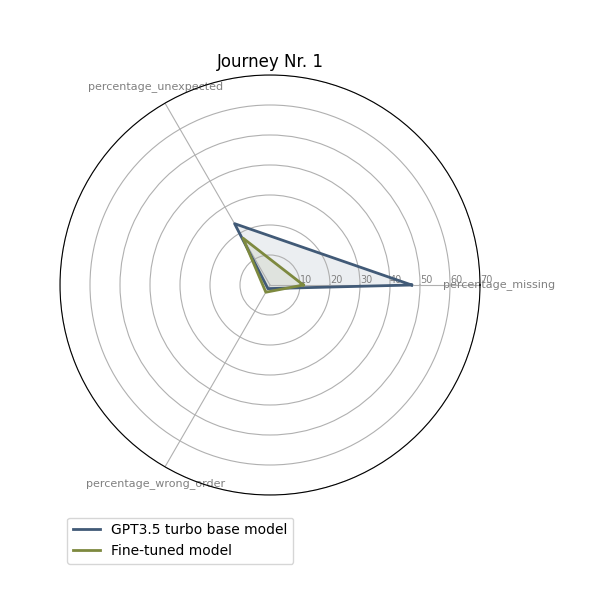 Journey Nr. 1
percentage_unexpected
10 20 30 40 50 60 70
percentage_missing
percentage_wrong_order
GPT3.5 turbo base model
Fine-tuned model